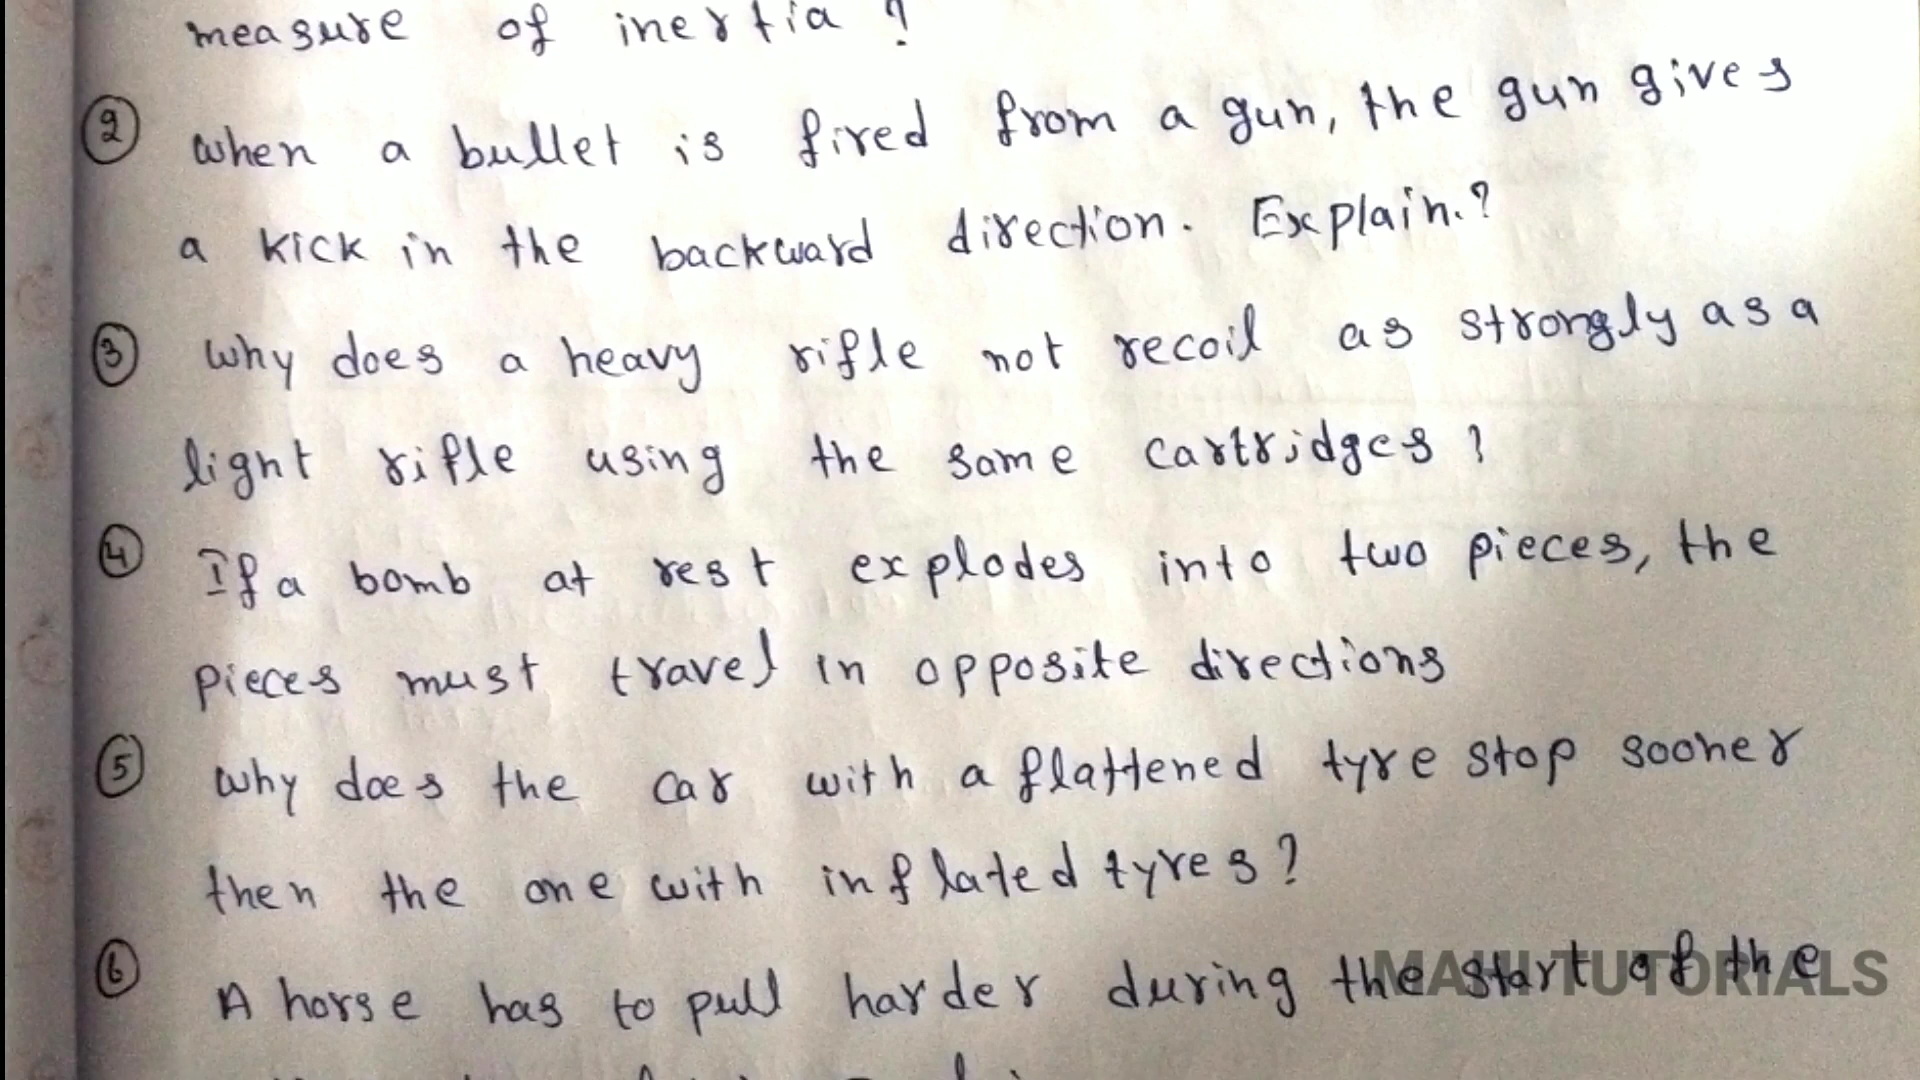 measure of inertia?
② when a bullet is fired from a gun, the gun gives
a kick in the backward direction. Explain.?
③ why does a heavy rifle not recoil as strongly as a
light rifle using the same cartridges?
④ If a bomb at rest explodes into two pieces, the
pieces must travel in opposite directions
⑤ why does the car with a flattened tyre stop sooner
then the one with inflated tyres?
⑥ A horse has to pull harder during the start of the
MAHI TUTORIALS